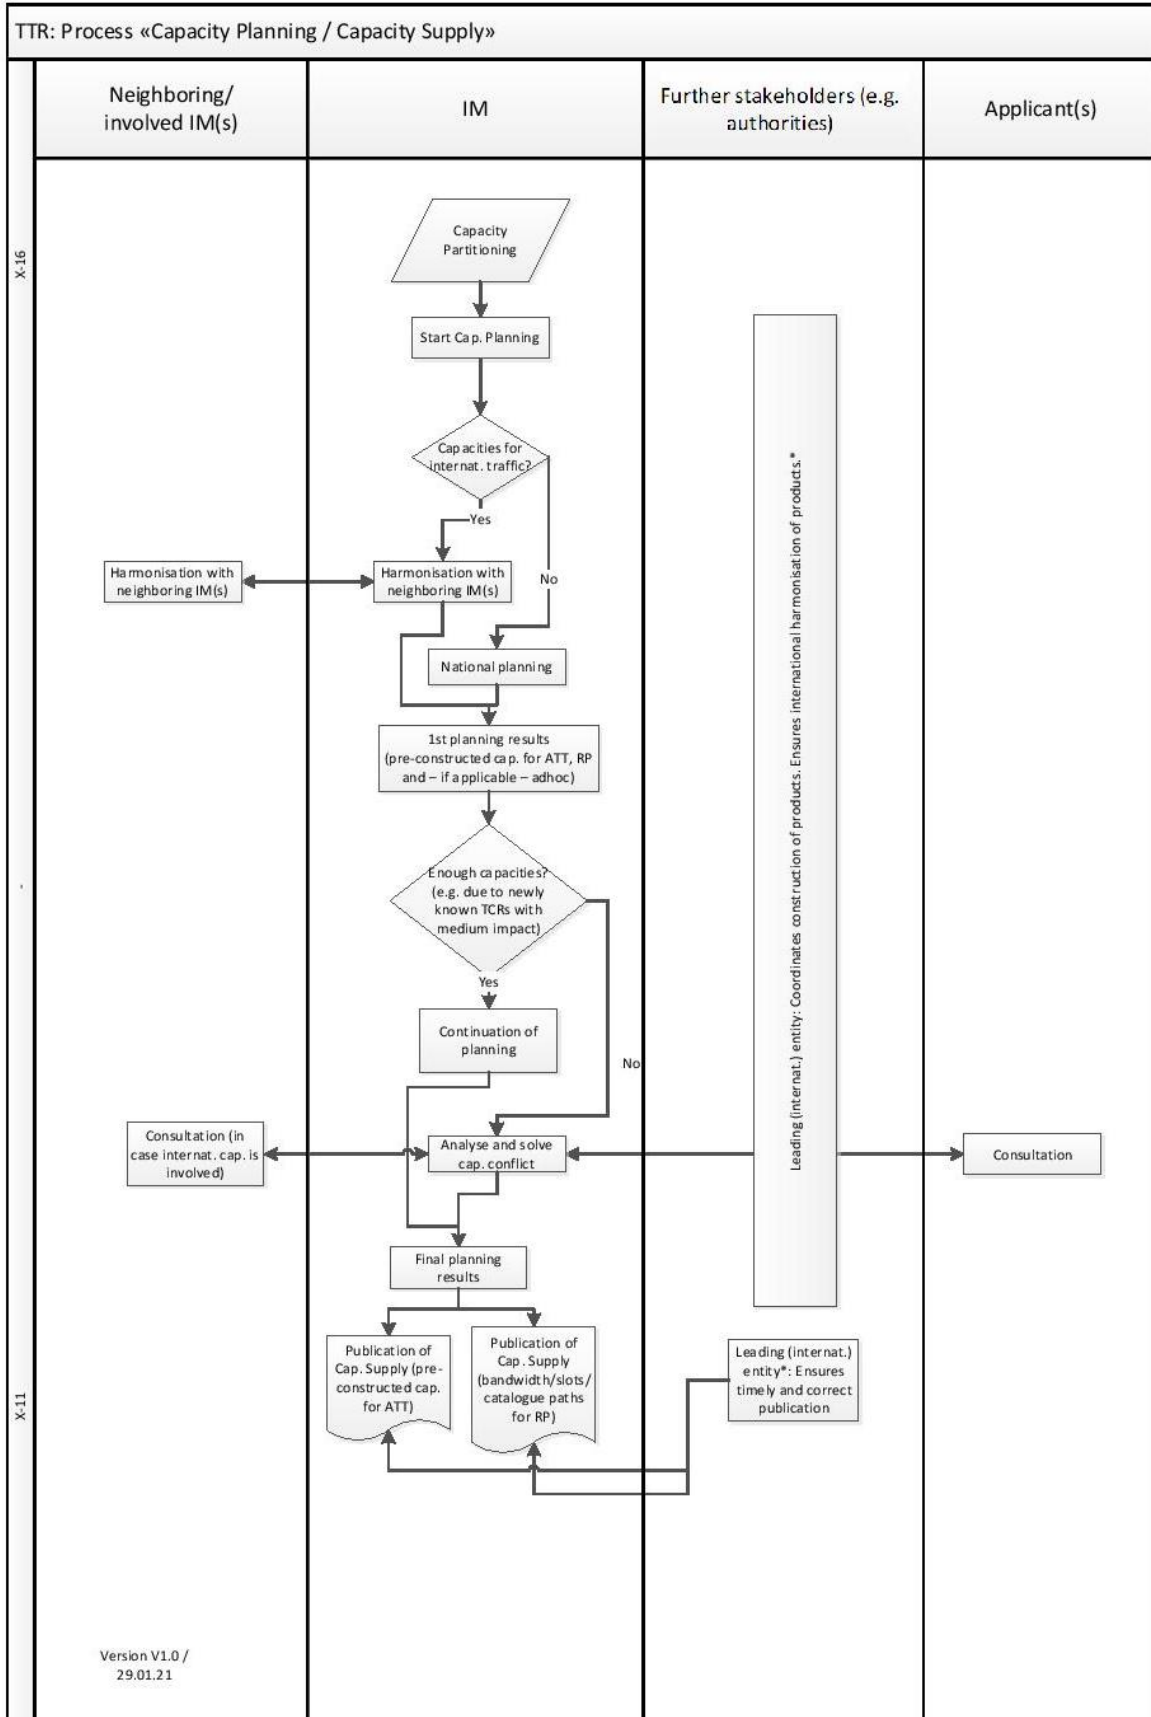 TTR: Process «Capacity Planning / Capacity Supply»
Neighboring/
involved IM(s)
IM
Further stakeholders (e.g.
authorities)
Applicant(s)
X-16
Capacity
Partitioning
Start Cap. Planning
Capacities for
internat. traffic?
Yes
No
Harmonisation with
neighboring IM(s)
Harmonisation with
neighboring IM(s)
National planning
1st planning results
(pre-constructed cap. for ATT, RP
and – if applicable – adhoc)
Leading (internat.) entity: Coordinates construction of products. Ensures international harmonisation of products.*
-
Enough capacities?
(e.g. due to newly
known TCRs with
medium impact)
Yes
Continuation of
planning
No
Consultation (in
case internat. cap. is
involved)
Analyse and solve
cap. conflict
Consultation
Final planning
results
X-11
Publication of
Cap. Supply (pre-
constructed cap.
for ATT)
Publication of
Cap. Supply
(bandwidth/slots/
catalogue paths
for RP)
Leading (internat.)
entity*: Ensures
timely and correct
publication
Version V1.0 /
29.01.21